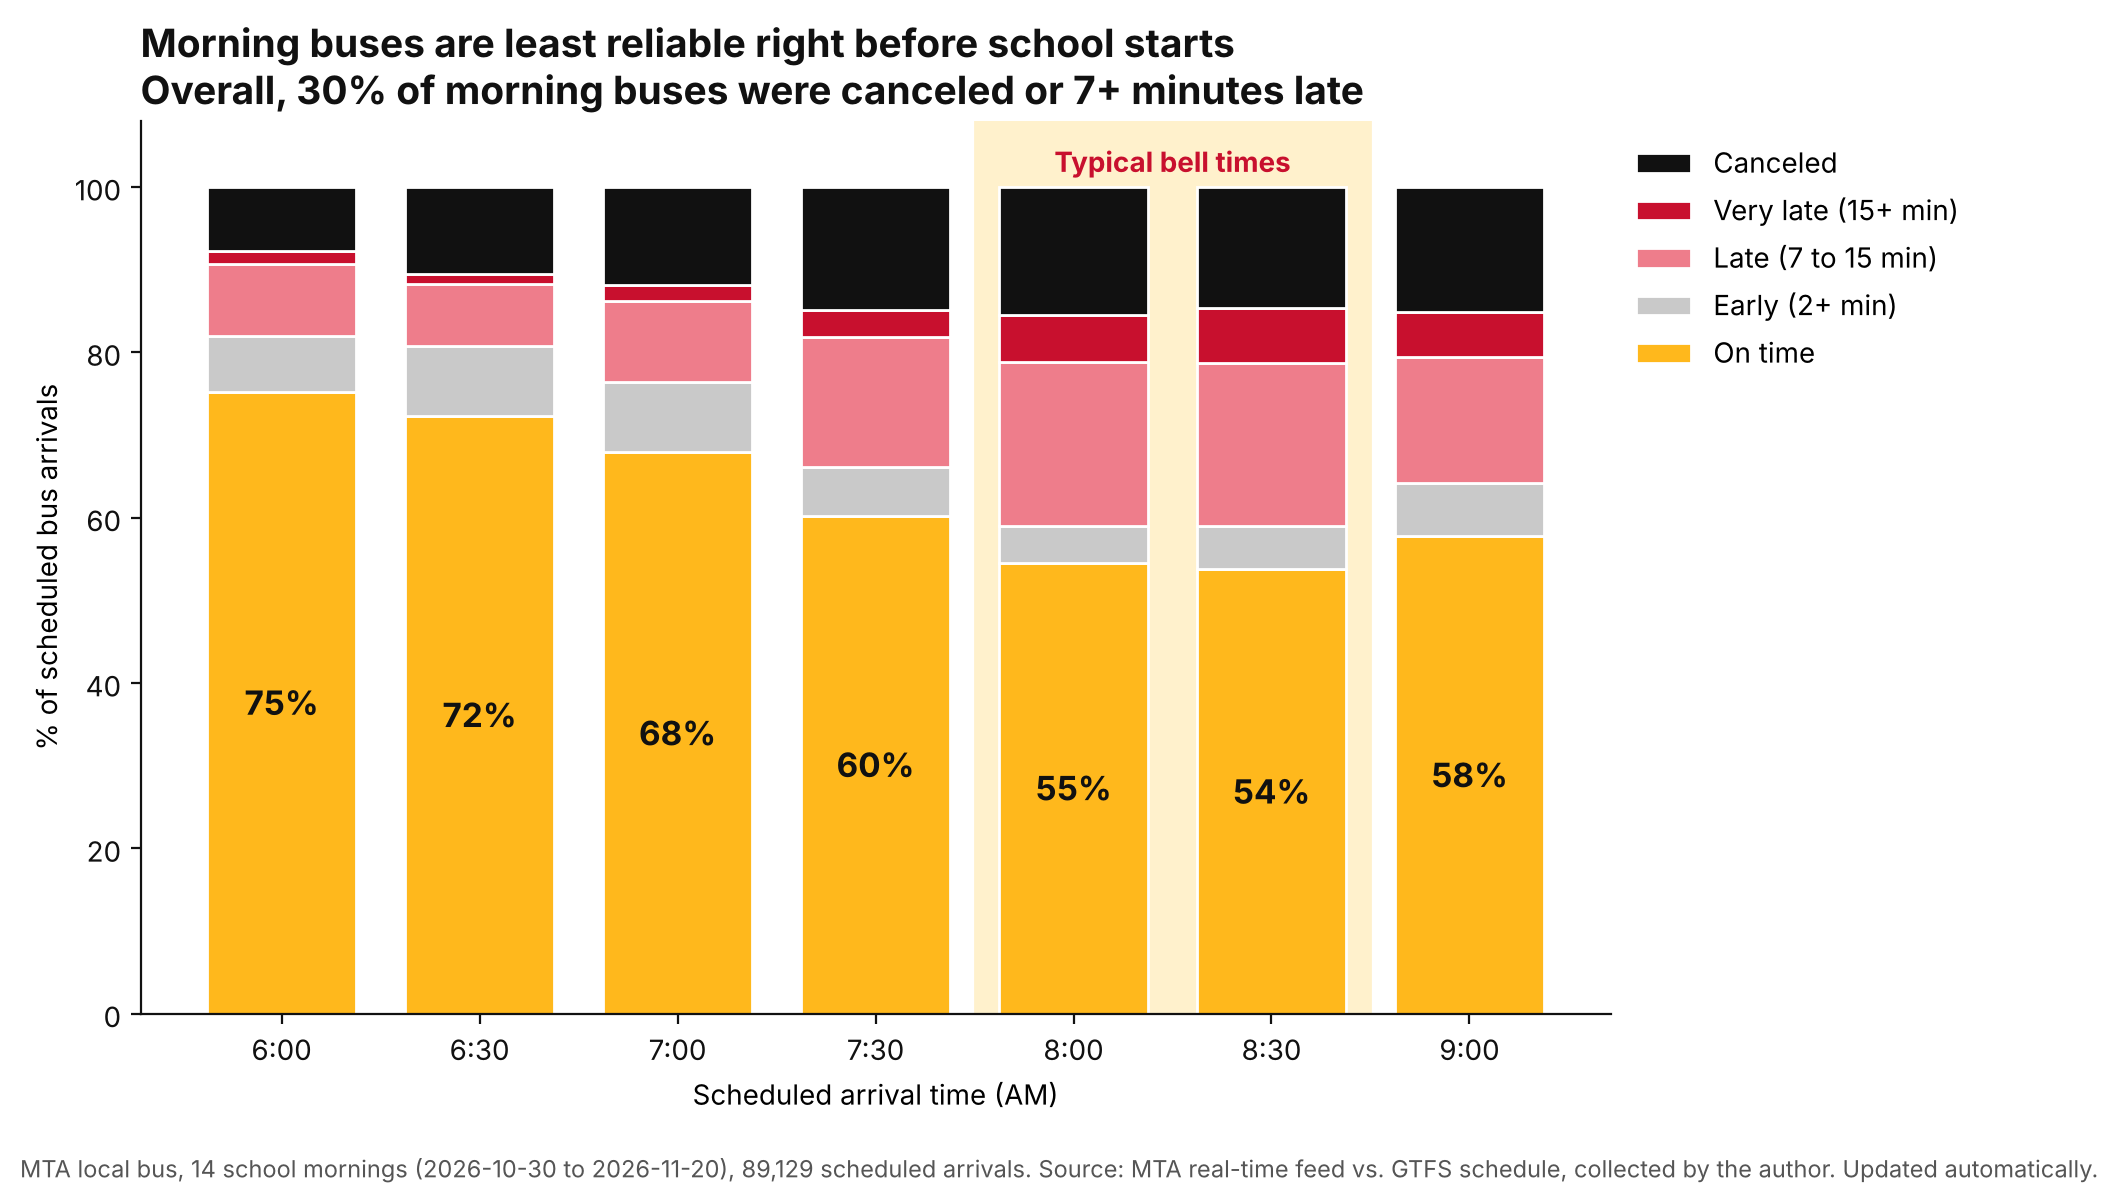 Morning buses are least reliable right before school starts
Overall, 30% of morning buses were canceled or 7+ minutes late
Typical bell times
Canceled
Very late (15+ min)
Late (7 to 15 min)
Early (2+ min)
On time
% of scheduled bus arrivals
100
80
60
40
20
0
75%
72%
68%
60%
55%
54%
58%
6:00
6:30
7:00
7:30
8:00
8:30
9:00
Scheduled arrival time (AM)
MTA local bus, 14 school mornings (2026-10-30 to 2026-11-20), 89,129 scheduled arrivals. Source: MTA real-time feed vs. GTFS schedule, collected by the author. Updated automatically.